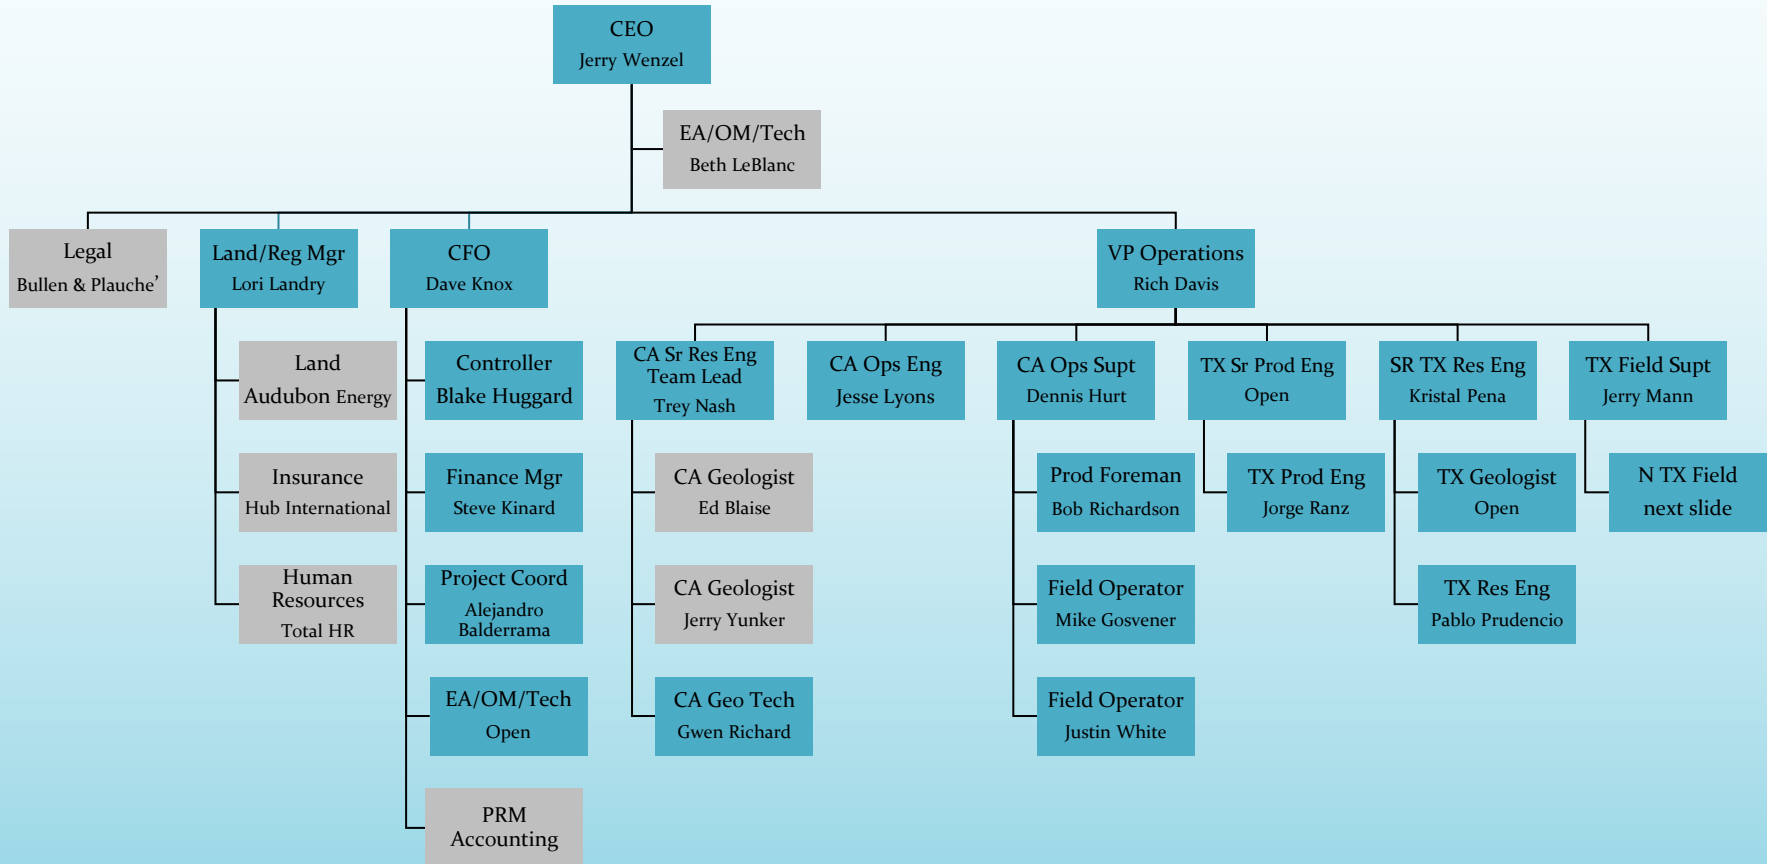 CEO
Jerry Wenzel
EA/OM/Tech
Beth LeBlanc
Legal
Bullen & Plauche’
Land/Reg Mgr
Lori Landry
CFO
Dave Knox
VP Operations
Rich Davis
Land
Audubon Energy
Insurance
Hub International
Human
Resources
Total HR
Controller
Blake Huggard
Finance Mgr
Steve Kinard
Project Coord
Alejandro
Balderrama
EA/OM/Tech
Open
PRM
Accounting
CA Sr Res Eng
Team Lead
Trey Nash
CA Geologist
Ed Blaise
CA Geologist
Jerry Yunker
CA Geo Tech
Gwen Richard
CA Ops Eng
Jesse Lyons
CA Ops Supt
Dennis Hurt
Prod Foreman
Bob Richardson
Field Operator
Mike Gosvener
Field Operator
Justin White
TX Sr Prod Eng
Open
TX Prod Eng
Jorge Ranz
SR TX Res Eng
Kristal Pena
TX Geologist
Open
TX Res Eng
Pablo Prudencio
TX Field Supt
Jerry Mann
N TX Field
next slide